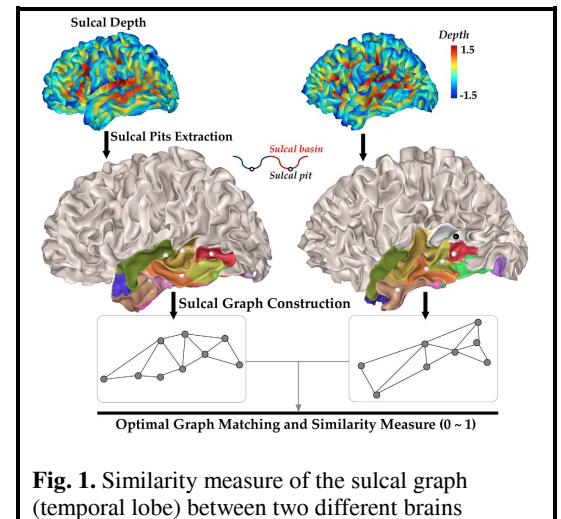 Sulcal Depth
Depth
1.5
-1.5
Sulcal Pits Extraction
Sulcal basin
Sulcal pit
Sulcal Graph Construction
Optimal Graph Matching and Similarity Measure (0 ~ 1)
Fig. 1. Similarity measure of the sulcal graph
(temporal lobe) between two different brains